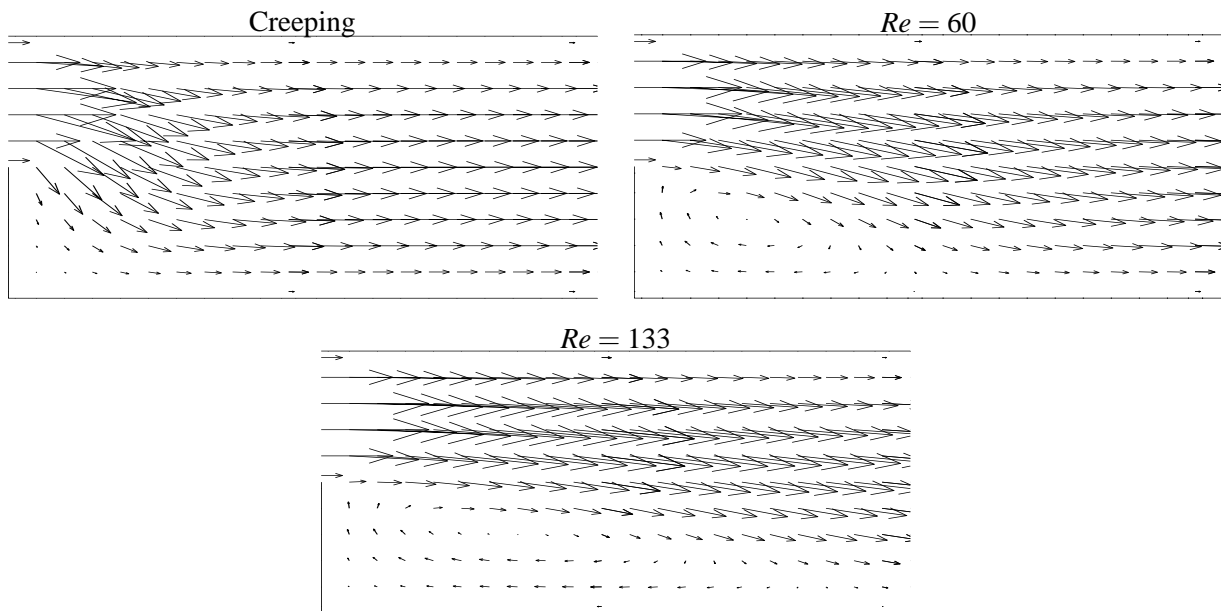 Creeping
Re = 60
Re = 133